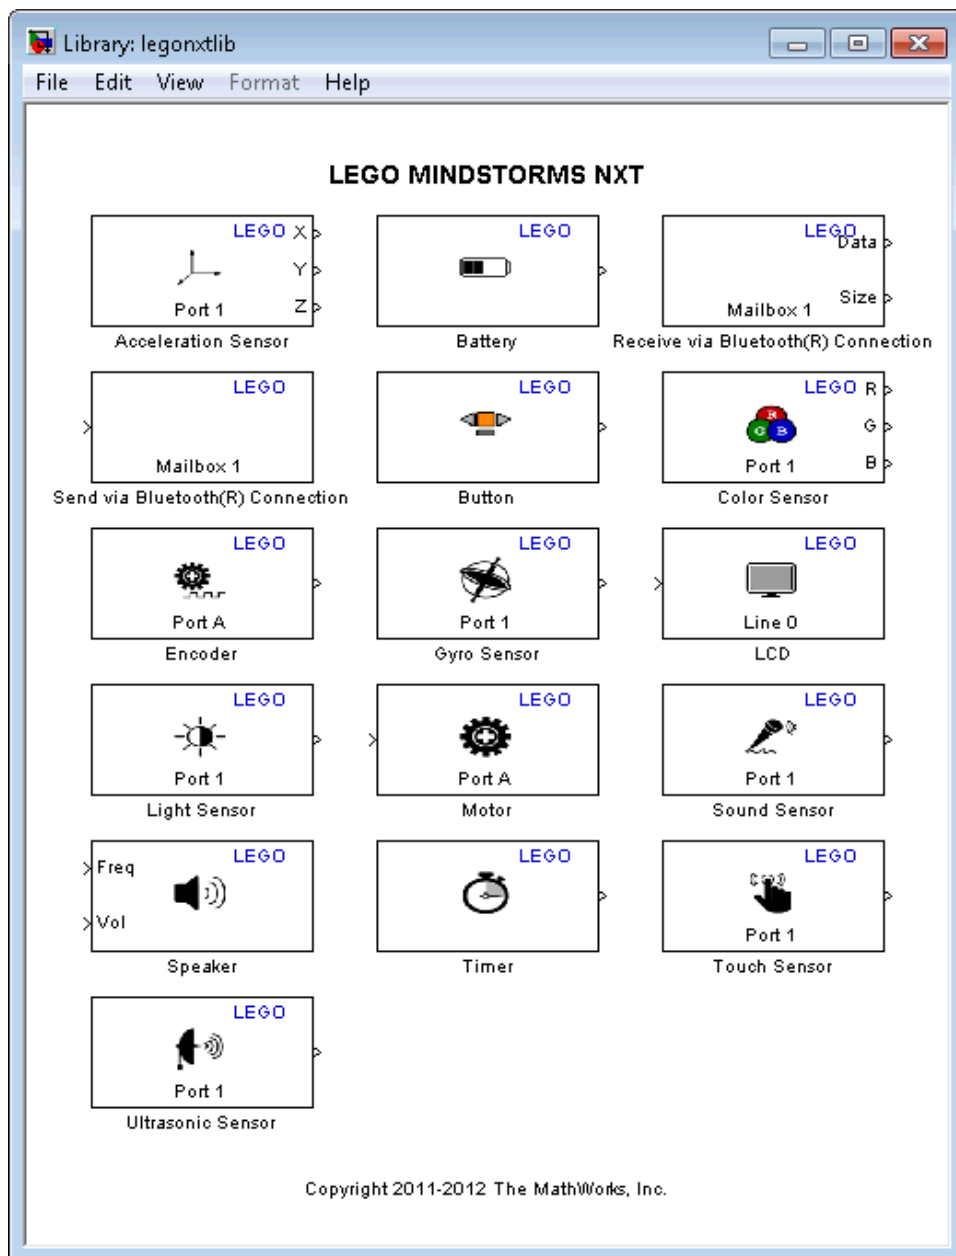 Library: legonxtlib
File Edit View Format Help
LEGO MINDSTORMS NXT
LEGO X
Y
Port 1 Z
Acceleration Sensor
LEGO
Battery
LEGO
Data
Size
Mailbox 1
Receive via Bluetooth(R) Connection
LEGO
Mailbox 1
Send via Bluetooth(R) Connection
LEGO
Button
LEGO R
R
G B
G
Port 1 B
Color Sensor
LEGO
Port A
Encoder
LEGO
Port 1
Gyro Sensor
LEGO
Line 0
LCD
LEGO
Port 1
Light Sensor
LEGO
Port A
Motor
LEGO
Port 1
Sound Sensor
LEGO
Freq
Vol
Speaker
LEGO
Timer
LEGO
Port 1
Touch Sensor
LEGO
Port 1
Ultrasonic Sensor
Copyright 2011-2012 The MathWorks, Inc.